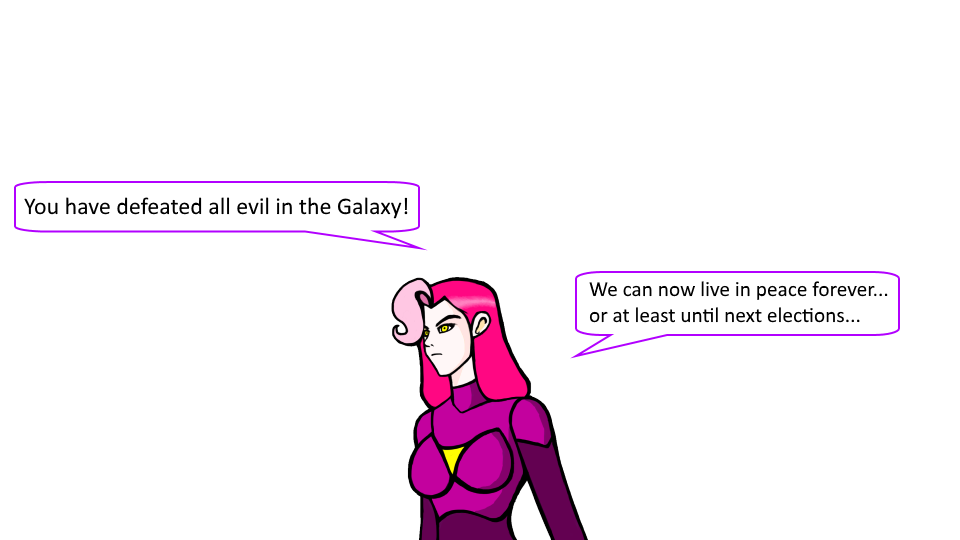 You have defeated all evil in the Galaxy!
We can now live in peace forever...
or at least until next elections...